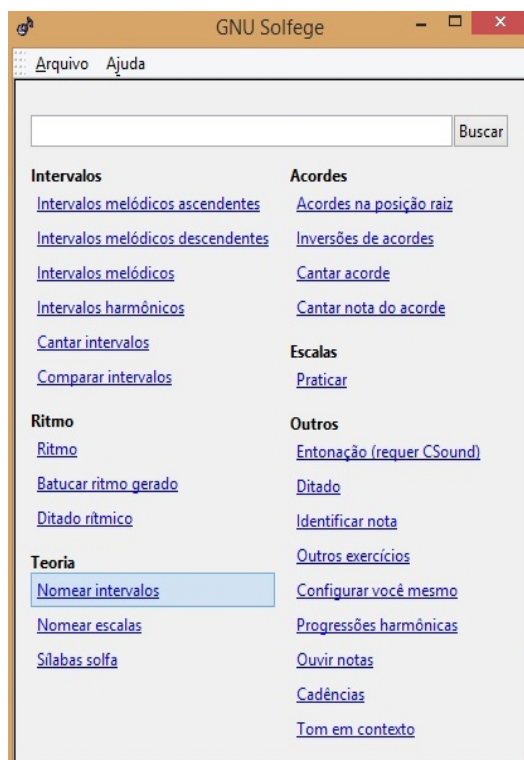 GNU Solfege
Arquivo Ajuda
Buscar
Intervalos
Intervalos melódicos ascendentes
Intervalos melódicos descendentes
Intervalos melódicos
Intervalos harmônicos
Cantar intervalos
Comparar intervalos
Ritmo
Ritmo
Batucar ritmo gerado
Ditado rítmico
Teoria
Nomear intervalos
Nomear escalas
Sílabas solfa
Acordes
Acordes na posição raiz
Inversões de acordes
Cantar acorde
Cantar nota do acorde
Escalas
Praticar
Outros
Entonação (requer CSound)
Ditado
Identificar nota
Outros exercícios
Configurar você mesmo
Progressões harmônicas
Ouvir notas
Cadências
Tom em contexto